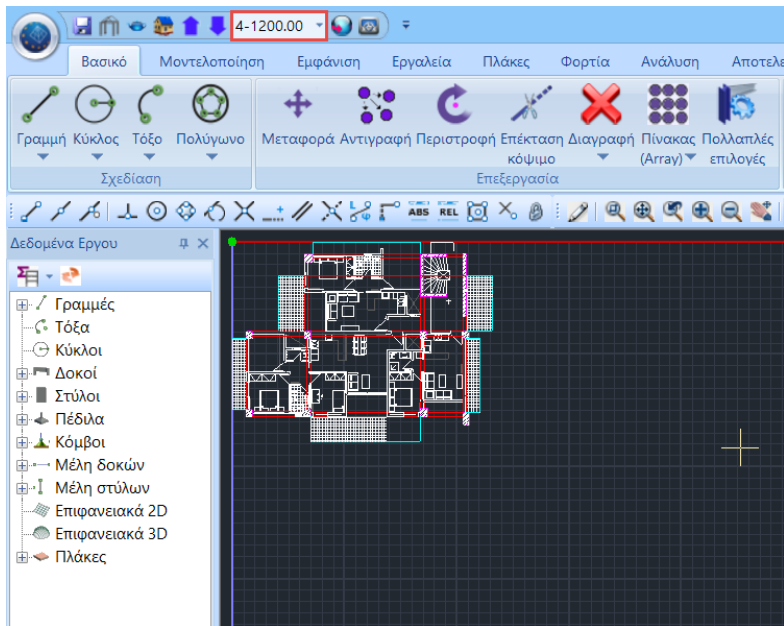 4-1200.00
Βασικό Μοντελοποίηση Εμφάνιση Εργαλεία Πλάκες Φορτία Ανάλυση Αποτελε
Γραμμή Κύκλος Τόξο Πολύγωνο Μεταφορά Αντιγραφή Περιστροφή Επέκταση Διαγραφή Πίνακας Πολλαπλές
κόψιμο (Array) επιλογές
Σχεδίαση Επεξεργασία
ABS REL
Δεδομένα Εργου
Γραμμές
Τόξα
Κύκλοι
Δοκοί
Στύλοι
Πέδιλα
Κόμβοι
Μέλη δοκών
Μέλη στύλων
Επιφανειακά 2D
Επιφανειακά 3D
Πλάκες